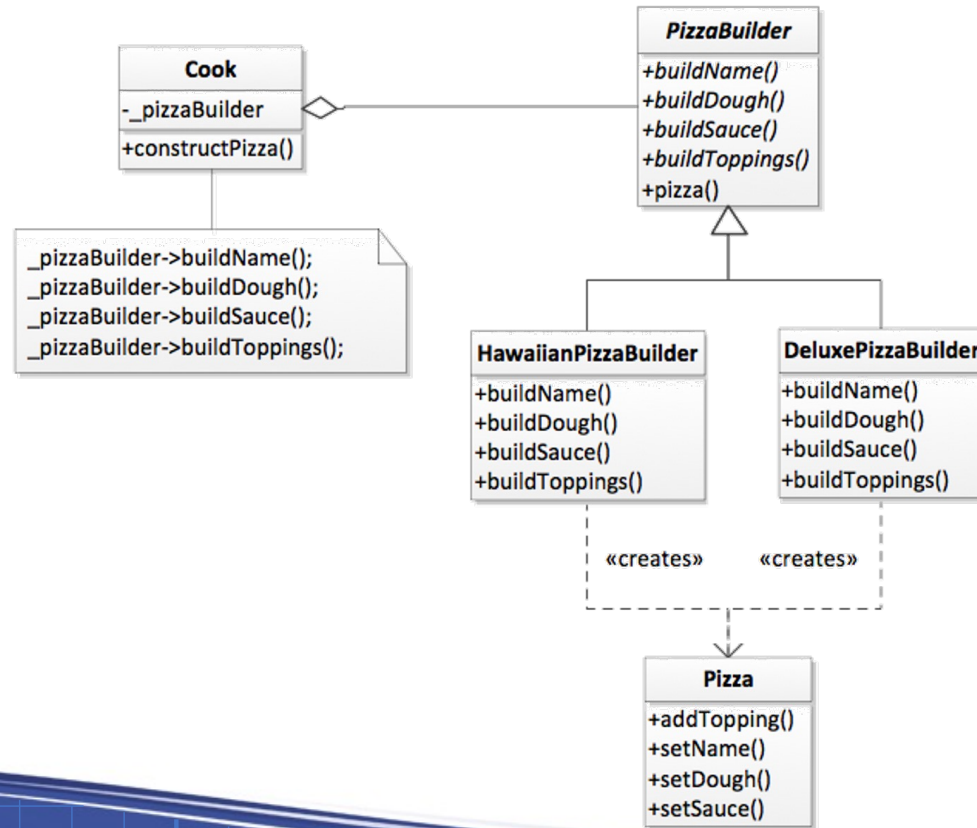 Cook
-_pizzaBuilder
+constructPizza()
_pizzaBuilder->buildName();
_pizzaBuilder->buildDough();
_pizzaBuilder->buildSauce();
_pizzaBuilder->buildToppings();
PizzaBuilder
+buildName()
+buildDough()
+buildSauce()
+buildToppings()
+pizza()
HawaiianPizzaBuilder
+buildName()
+buildDough()
+buildSauce()
+buildToppings()
DeluxePizzaBuilder
+buildName()
+buildDough()
+buildSauce()
+buildToppings()
«creates»
«creates»
Pizza
+addTopping()
+setName()
+setDough()
+setSauce()